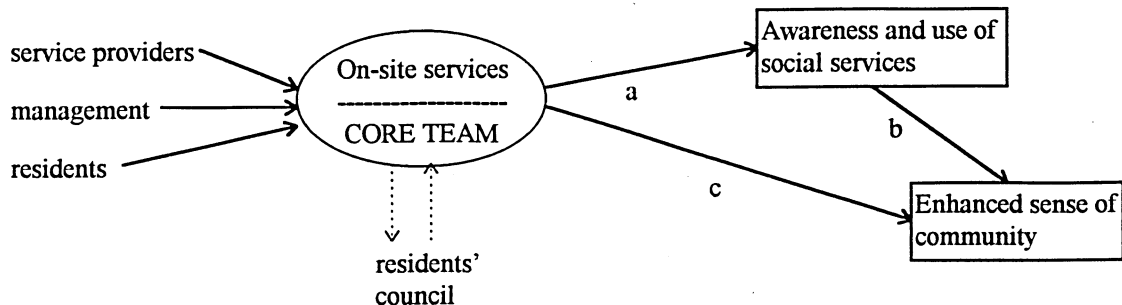 service providers
management
residents
On-site services
CORE TEAM
residents'
council
a
Awareness and use of
social services
b
c
Enhanced sense of
community